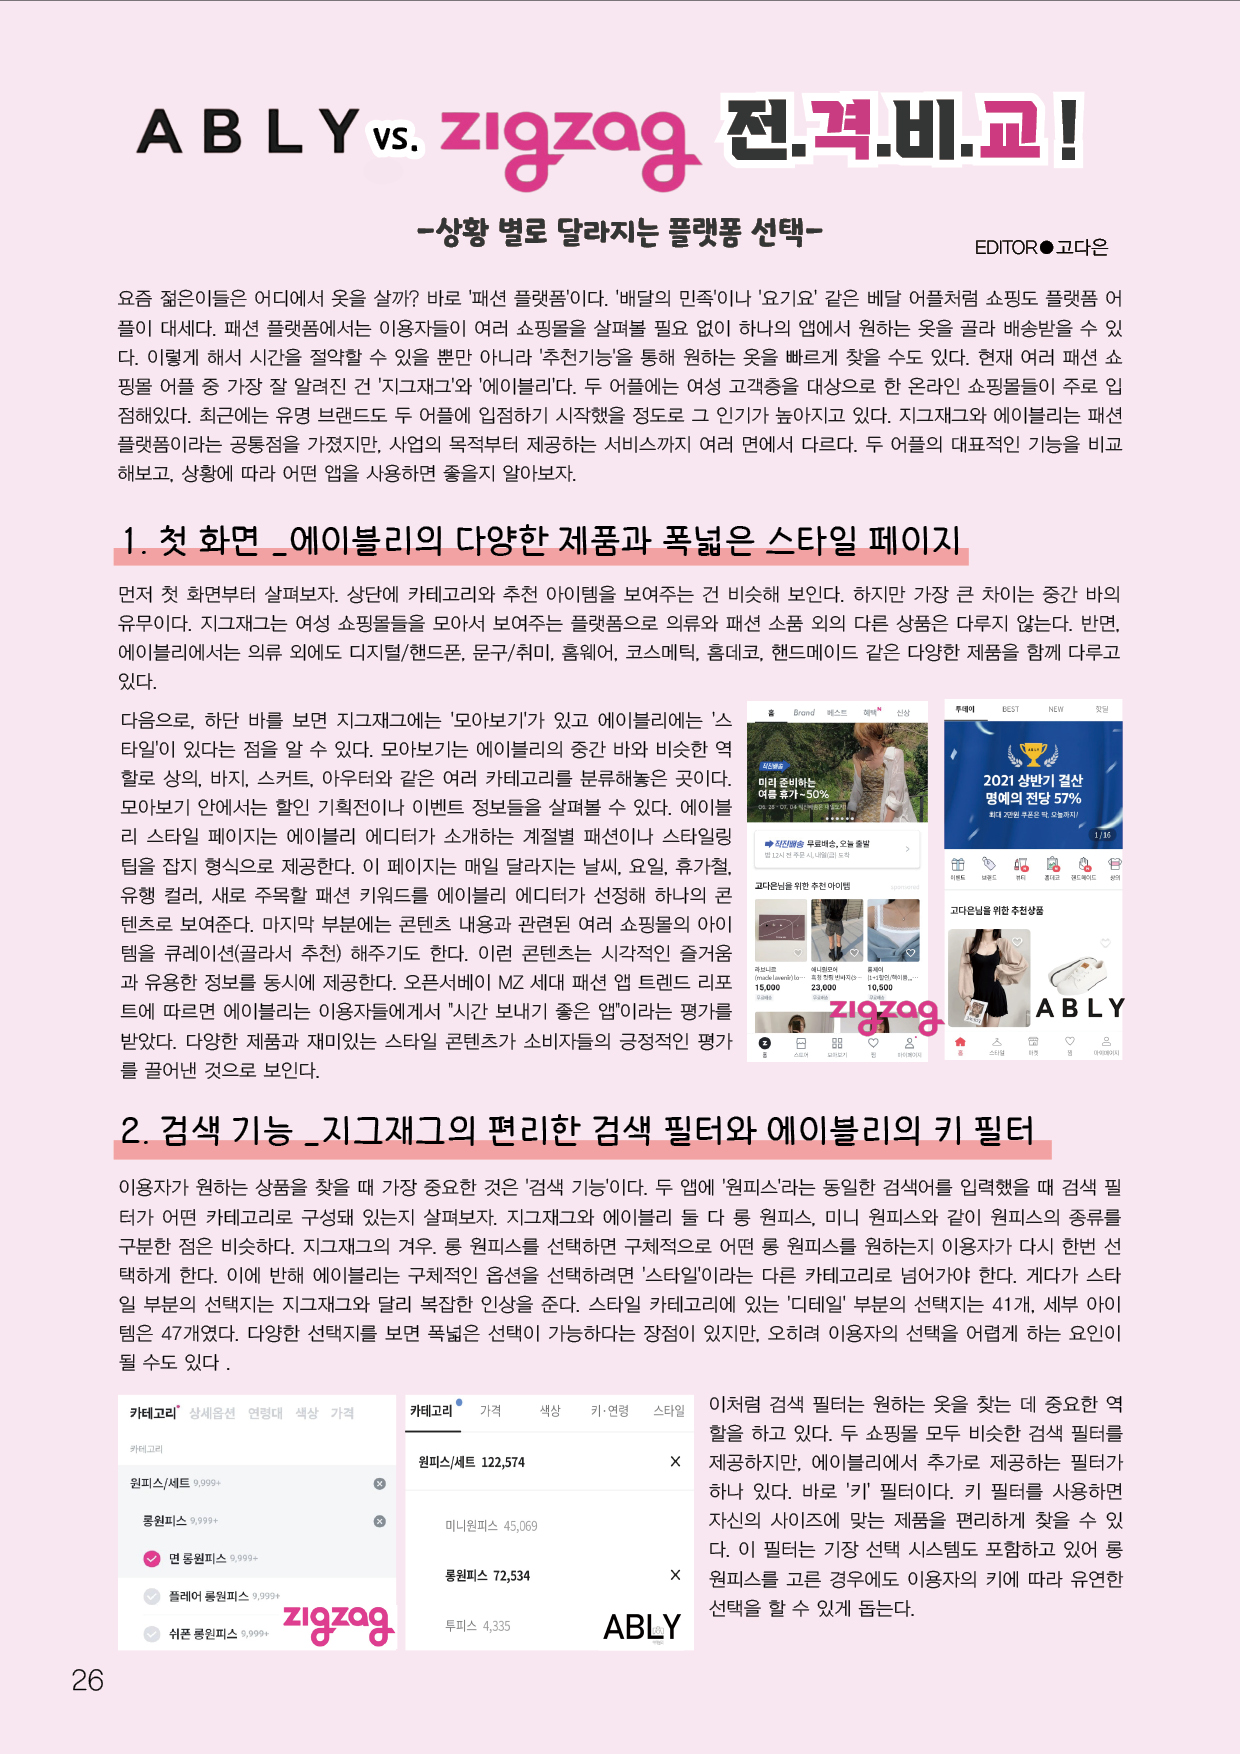 ABLY vs. zigzag 전.격.비.교!
-상황 별로 달라지는 플랫폼 선택-
EDITOR●고다은
요즘 젊은이들은 어디에서 옷을 살까? 바로 '패션 플랫폼'이다. '배달의 민족'이나 '요기요' 같은 베달 어플처럼 쇼핑도 플랫폼 어
플이 대세다. 패션 플랫폼에서는 이용자들이 여러 쇼핑몰을 살펴볼 필요 없이 하나의 앱에서 원하는 옷을 골라 배송받을 수 있
다. 이렇게 해서 시간을 절약할 수 있을 뿐만 아니라 '추천기능'을 통해 원하는 옷을 빠르게 찾을 수도 있다. 현재 여러 패션 쇼
핑몰 어플 중 가장 잘 알려진 건 '지그재그'와 '에이블리'다. 두 어플에는 여성 고객층을 대상으로 한 온라인 쇼핑몰들이 주로 입
점해있다. 최근에는 유명 브랜드도 두 어플에 입점하기 시작했을 정도로 그 인기가 높아지고 있다. 지그재그와 에이블리는 패션
플랫폼이라는 공통점을 가졌지만, 사업의 목적부터 제공하는 서비스까지 여러 면에서 다르다. 두 어플의 대표적인 기능을 비교
해보고, 상황에 따라 어떤 앱을 사용하면 좋을지 알아보자.
1. 첫 화면 _에이블리의 다양한 제품과 폭넓은 스타일 페이지
먼저 첫 화면부터 살펴보자. 상단에 카테고리와 추천 아이템을 보여주는 건 비슷해 보인다. 하지만 가장 큰 차이는 중간 바의
유무이다. 지그재그는 여성 쇼핑몰들을 모아서 보여주는 플랫폼으로 의류와 패션 소품 외의 다른 상품은 다루지 않는다. 반면,
에이블리에서는 의류 외에도 디지털/핸드폰, 문구/취미, 홈웨어, 코스메틱, 홈데코, 핸드메이드 같은 다양한 제품을 함께 다루고
있다.
다음으로, 하단 바를 보면 지그재그에는 '모아보기'가 있고 에이블리에는 '스
타일'이 있다는 점을 알 수 있다. 모아보기는 에이블리의 중간 바와 비슷한 역
할로 상의, 바지, 스커트, 아우터와 같은 여러 카테고리를 분류해놓은 곳이다.
모아보기 안에서는 할인 기획전이나 이벤트 정보들을 살펴볼 수 있다. 에이블
리 스타일 페이지는 에이블리 에디터가 소개하는 계절별 패션이나 스타일링
팁을 잡지 형식으로 제공한다. 이 페이지는 매일 달라지는 날씨, 요일, 휴가철,
유행 컬러, 새로 주목할 패션 키워드를 에이블리 에디터가 선정해 하나의 콘
텐츠로 보여준다. 마지막 부분에는 콘텐츠 내용과 관련된 여러 쇼핑몰의 아이
템을 큐레이션(골라서 추천) 해주기도 한다. 이런 콘텐츠는 시각적인 즐거움
과 유용한 정보를 동시에 제공한다. 오픈서베이 MZ 세대 패션 앱 트렌드 리포
트에 따르면 에이블리는 이용자들에게서 "시간 보내기 좋은 앱"이라는 평가를
받았다. 다양한 제품과 재미있는 스타일 콘텐츠가 소비자들의 긍정적인 평가
를 끌어낸 것으로 보인다.
홈 Brand 베스트 혜택 신상
직진배송
미리 준비하는
여름 휴가~50%
직진배송 무료배송, 오늘 출발
밤 12시 전 주문 시, 내일(금) 도착
고다은님을 위한 추천 아이템
15,000 23,000 10,500
zigzag
홈 스토어 모아보기 찜 마이페이지
투데이 BEST NEW 핫딜
2021 상반기 결산
명예의 전당 57%
최대 2만원 쿠폰은 딱, 오늘까지!
1/16
이벤트 브랜드 뷰티 홈데코 핸드메이드 상의
고다은님을 위한 추천상품
ABLY
홈 스타일 마켓 찜 마이페이지
2. 검색 기능 _지그재그의 편리한 검색 필터와 에이블리의 키 필터
이용자가 원하는 상품을 찾을 때 가장 중요한 것은 '검색 기능'이다. 두 앱에 '원피스'라는 동일한 검색어를 입력했을 때 검색 필
터가 어떤 카테고리로 구성돼 있는지 살펴보자. 지그재그와 에이블리 둘 다 롱 원피스, 미니 원피스와 같이 원피스의 종류를
구분한 점은 비슷하다. 지그재그의 겨우. 롱 원피스를 선택하면 구체적으로 어떤 롱 원피스를 원하는지 이용자가 다시 한번 선
택하게 한다. 이에 반해 에이블리는 구체적인 옵션을 선택하려면 '스타일'이라는 다른 카테고리로 넘어가야 한다. 게다가 스타
일 부분의 선택지는 지그재그와 달리 복잡한 인상을 준다. 스타일 카테고리에 있는 '디테일' 부분의 선택지는 41개, 세부 아이
템은 47개였다. 다양한 선택지를 보면 폭넓은 선택이 가능하다는 장점이 있지만, 오히려 이용자의 선택을 어렵게 하는 요인이
될 수도 있다 .
카테고리 상세옵션 연령대 색상 가격
카테고리
원피스/세트 9,999+
롱원피스 9,999+
면 롱원피스 9,999+
플레어 롱원피스 9,999+
쉬폰 롱원피스 9,999+
zigzag
카테고리 가격 색상 키·연령 스타일
원피스/세트 122,574
미니원피스 45,069
롱원피스 72,534
투피스 4,335
ABLY
이처럼 검색 필터는 원하는 옷을 찾는 데 중요한 역
할을 하고 있다. 두 쇼핑몰 모두 비슷한 검색 필터를
제공하지만, 에이블리에서 추가로 제공하는 필터가
하나 있다. 바로 '키' 필터이다. 키 필터를 사용하면
자신의 사이즈에 맞는 제품을 편리하게 찾을 수 있
다. 이 필터는 기장 선택 시스템도 포함하고 있어 롱
원피스를 고른 경우에도 이용자의 키에 따라 유연한
선택을 할 수 있게 돕는다.
26